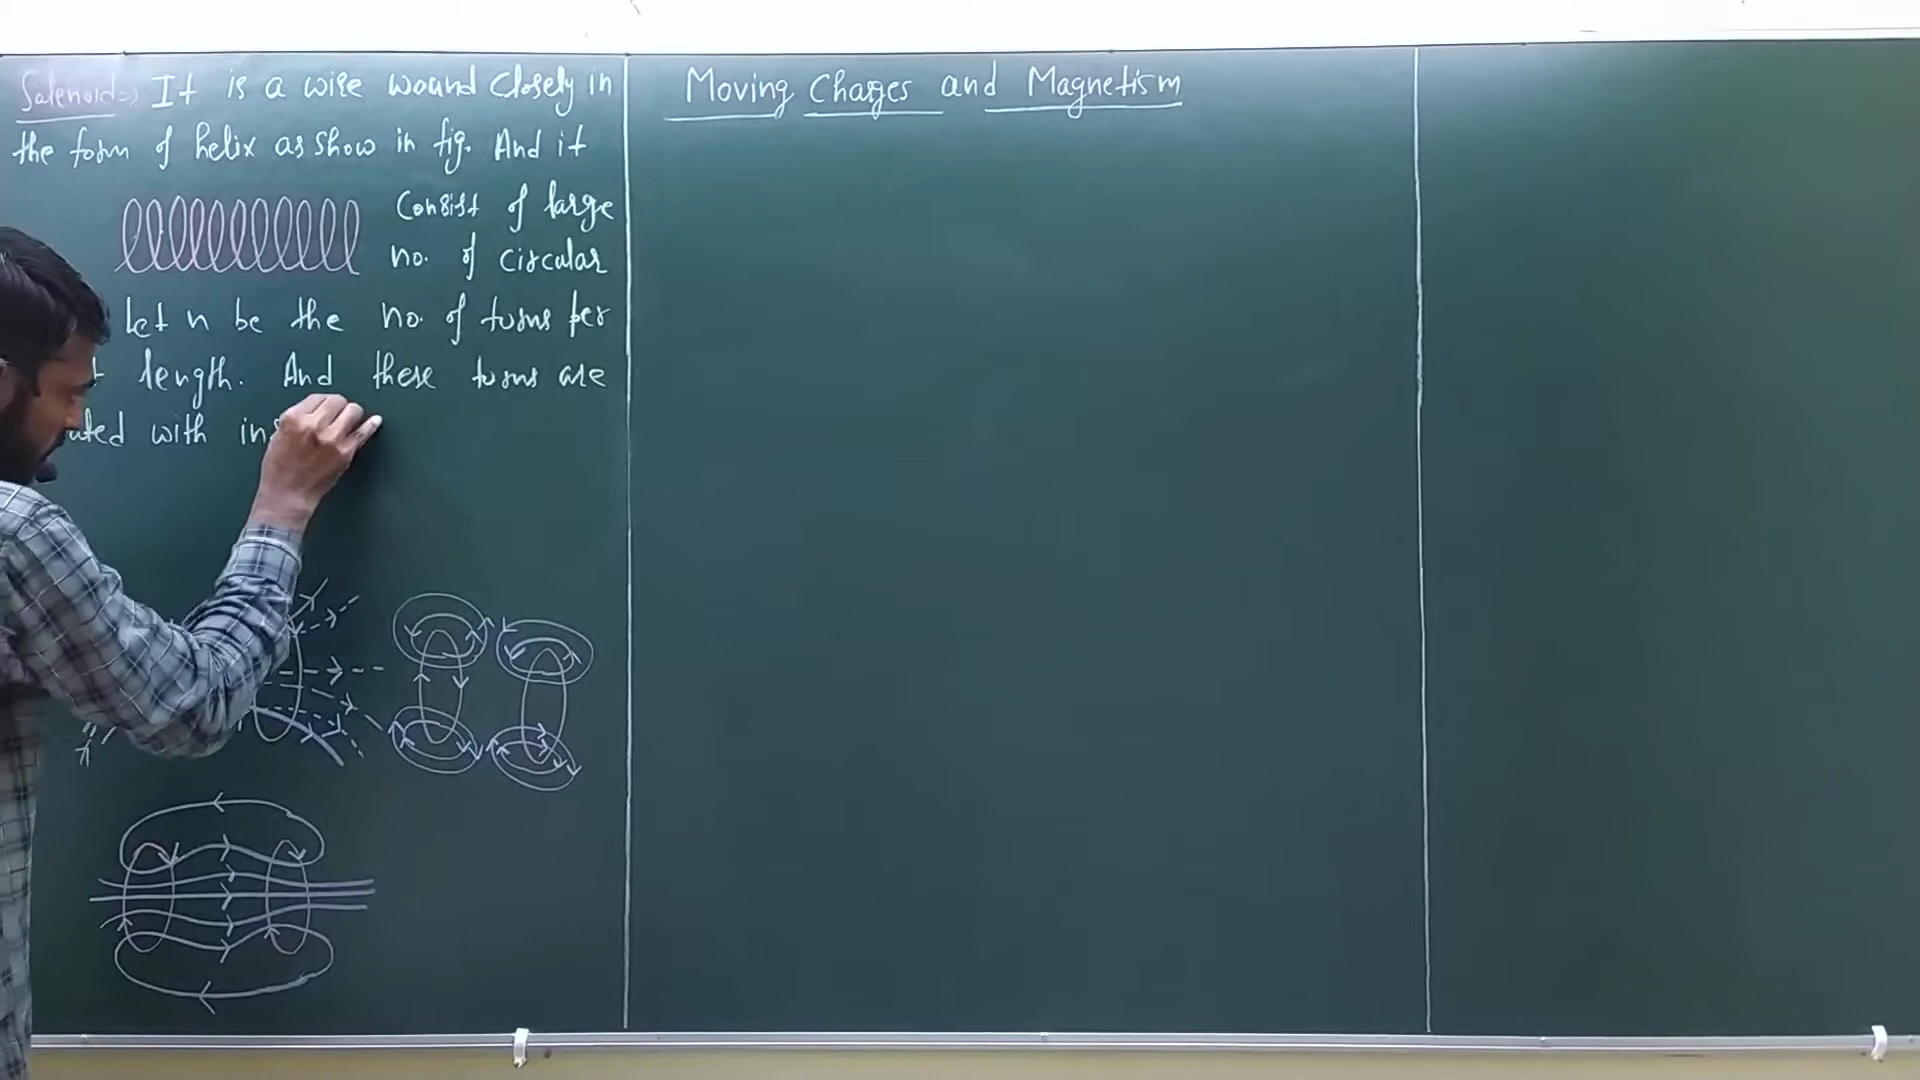 Solenoid=> It is a wire wound closely in
the form of helix as show in fig. And it
Consist of large
no. of circular
Let n be the no. of turns per
length. And these turns are
with
Moving Charges and Magnetism